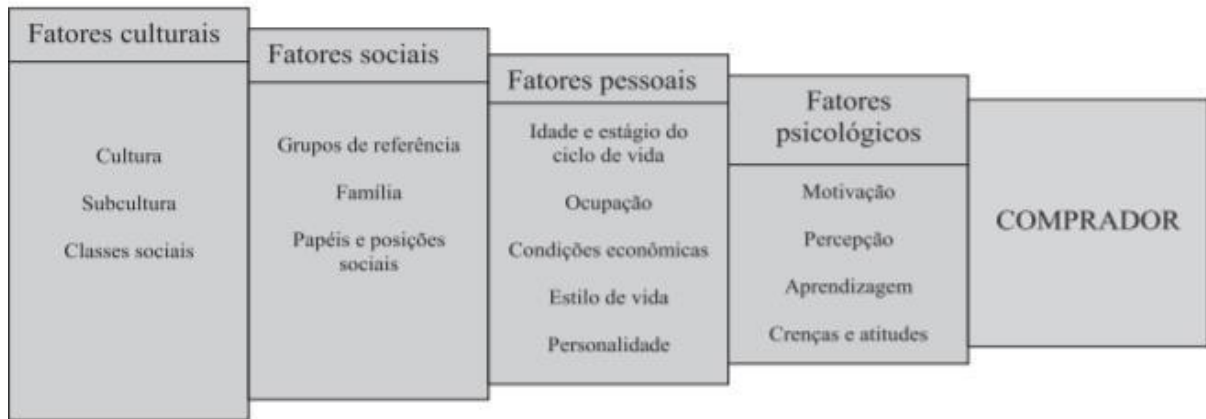 Fatores culturais
Cultura
Subcultura
Classes sociais
Fatores sociais
Grupos de referência
Família
Papéis e posições
sociais
Fatores pessoais
Idade e estágio do
ciclo de vida
Ocupação
Condições econômicas
Estilo de vida
Personalidade
Fatores
psicológicos
Motivação
Percepção
Aprendizagem
Crenças e atitudes
COMPRADOR